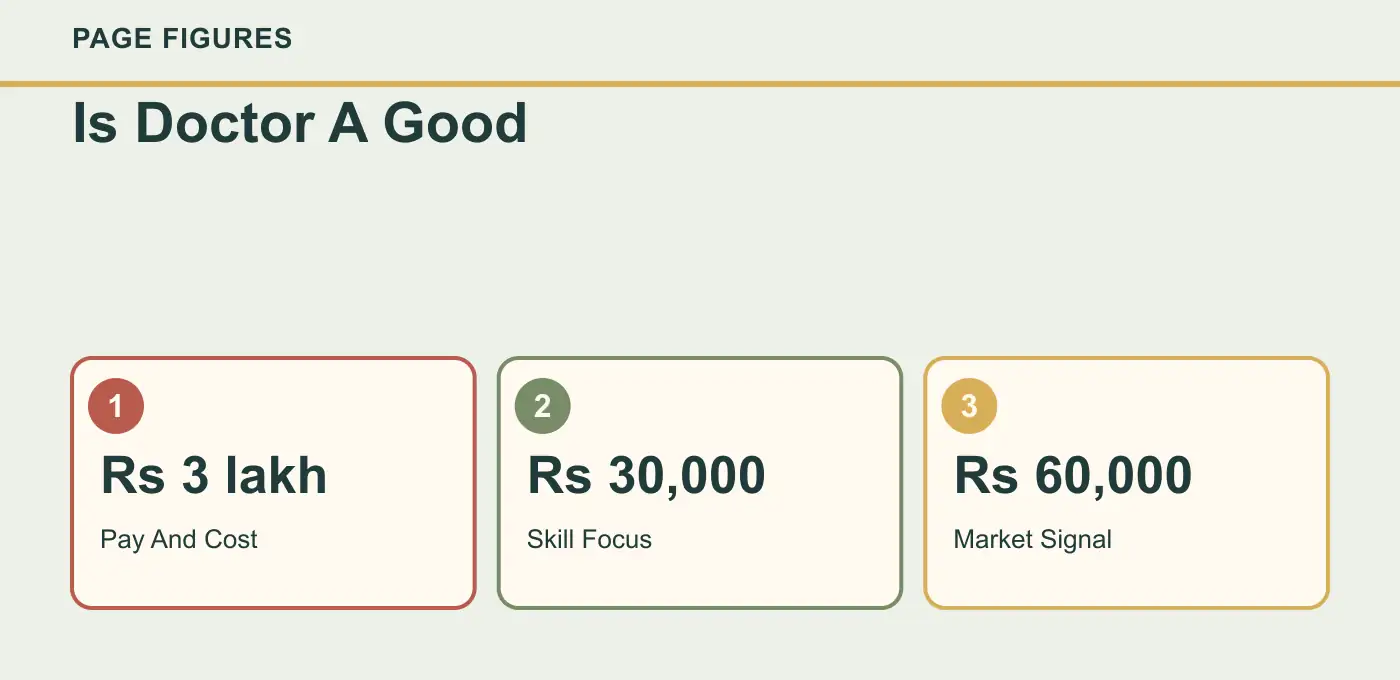 PAGE FIGURES
Is Doctor A Good
1
Rs 3 lakh
Pay And Cost
2
Rs 30,000
Skill Focus
3
Rs 60,000
Market Signal